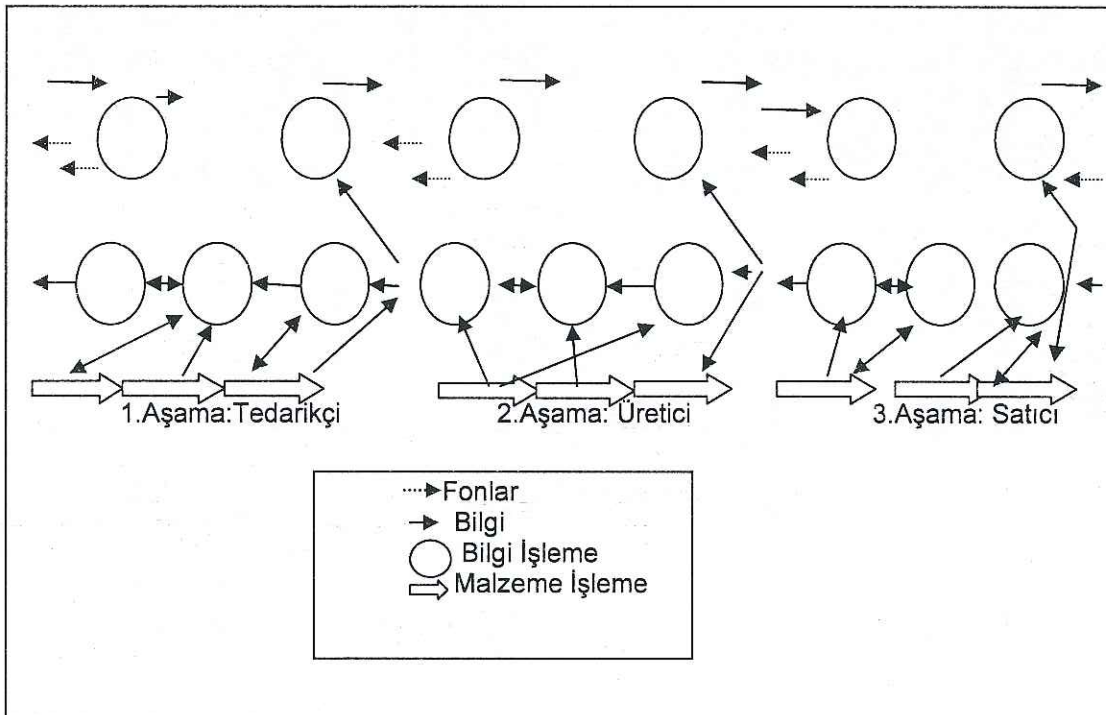 1.Aşama:Tedarikçi 2.Aşama: Üretici 3.Aşama: Satıcı
Fonlar
Bilgi
Bilgi İşleme
Malzeme İşleme